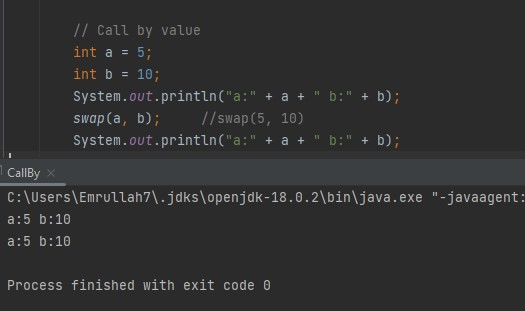 // Call by value
int a = 5;
int b = 10;
System.out.println("a:" + a + " b:" + b);
swap(a, b);     //swap(5, 10)
System.out.println("a:" + a + " b:" + b);
CallBy ×
C:\Users\Emrullah7\.jdks\openjdk-18.0.2\bin\java.exe "-javaagent:
a:5 b:10
a:5 b:10
Process finished with exit code 0